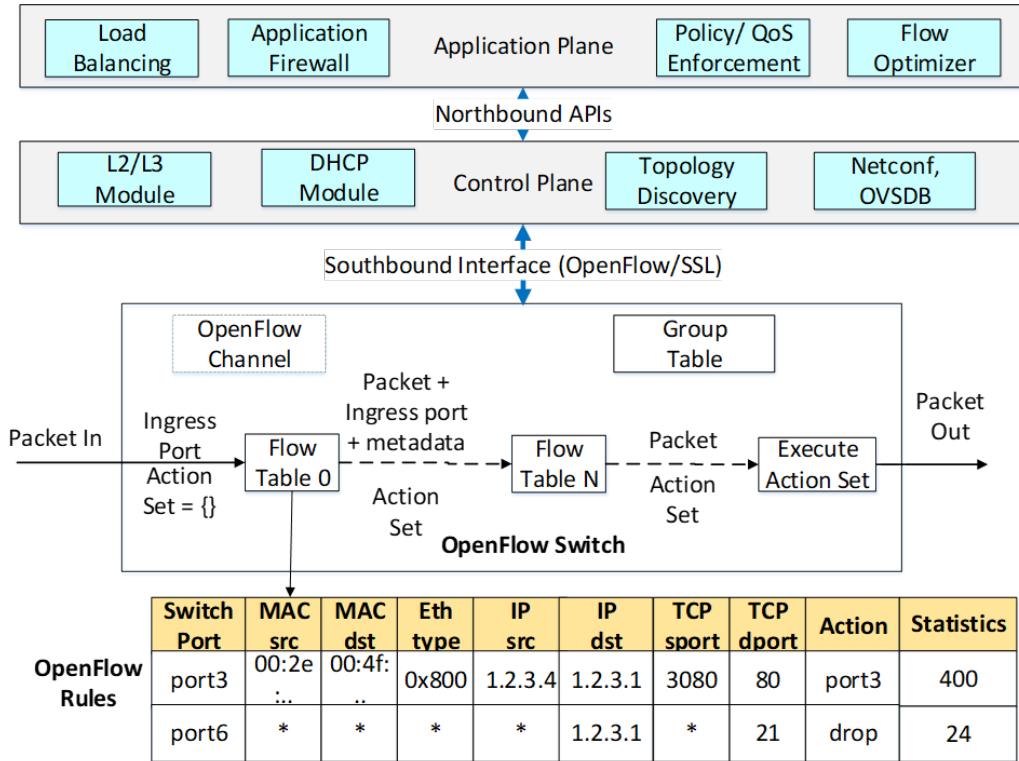 Load
Balancing
Application
Firewall
Application Plane
Policy/ QoS
Enforcement
Flow
Optimizer
Northbound APIs
L2/L3
Module
DHCP
Module
Control Plane
Topology
Discovery
Netconf,
OVSDB
Southbound Interface (OpenFlow/SSL)
OpenFlow
Channel
Group
Table
Packet In
Ingress
Port
Action
Set = {}
Flow
Table 0
Packet +
Ingress port
+ metadata
Action
Set
Flow
Table N
Packet
Action
Set
Execute
Action Set
Packet
Out
OpenFlow Switch
OpenFlow
Rules
Switch Port MAC src MAC dst Eth type IP src IP dst TCP sport TCP dport Action Statistics
port3 00:2e :.. 00:4f: .. 0x800 1.2.3.4 1.2.3.1 3080 80 port3 400
port6 * * * * 1.2.3.1 * 21 drop 24